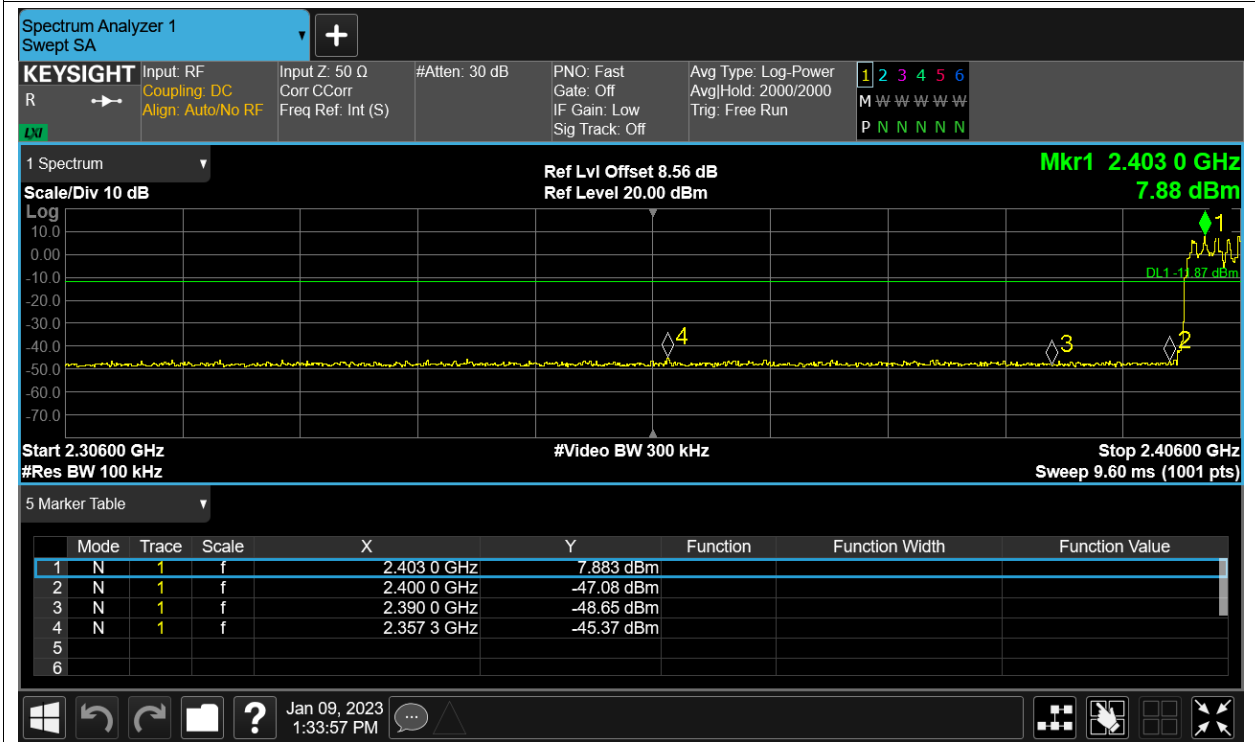 Spectrum Analyzer 1
Swept SA
+
KEYSIGHT Input: RF Input Z: 50 Ω #Atten: 30 dB PNO: Fast Avg Type: Log-Power 1 2 3 4 5 6
R Coupling: DC Corr CCorr Gate: Off Avg|Hold: 2000/2000 M W W W W W
Align: Auto/No RF Freq Ref: Int (S) IF Gain: Low Trig: Free Run
LXI Sig Track: Off P N N N N N
1 Spectrum Ref Lvl Offset 8.56 dB Mkr1 2.403 0 GHz
Scale/Div 10 dB Ref Level 20.00 dBm 7.88 dBm
Log
10.0
0.00
-10.0
-20.0
-30.0
-40.0
-50.0
-60.0
-70.0
1
DL1 -11.87 dBm
4
3
2
Start 2.30600 GHz #Video BW 300 kHz Stop 2.40600 GHz
#Res BW 100 kHz Sweep 9.60 ms (1001 pts)
5 Marker Table
Mode Trace Scale X Y Function Function Width Function Value
1 N 1 f 2.403 0 GHz 7.883 dBm
2 N 1 f 2.400 0 GHz -47.08 dBm
3 N 1 f 2.390 0 GHz -48.65 dBm
4 N 1 f 2.357 3 GHz -45.37 dBm
5
6
? Jan 09, 2023
1:33:57 PM